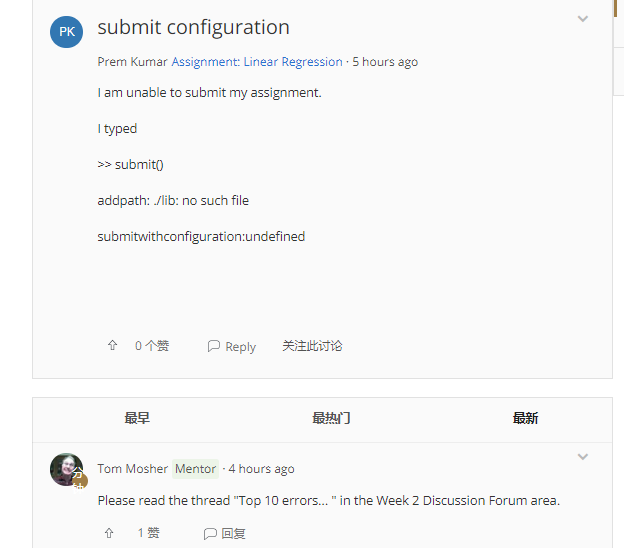 PK
submit configuration
Prem Kumar Assignment: Linear Regression · 5 hours ago
I am unable to submit my assignment.
I typed
>> submit()
addpath: ./lib: no such file
submitwithconfiguration:undefined
0 个赞 Reply 关注此讨论
最早 最热门 最新
Tom Mosher Mentor · 4 hours ago
Please read the thread "Top 10 errors... " in the Week 2 Discussion Forum area.
1 赞 回复